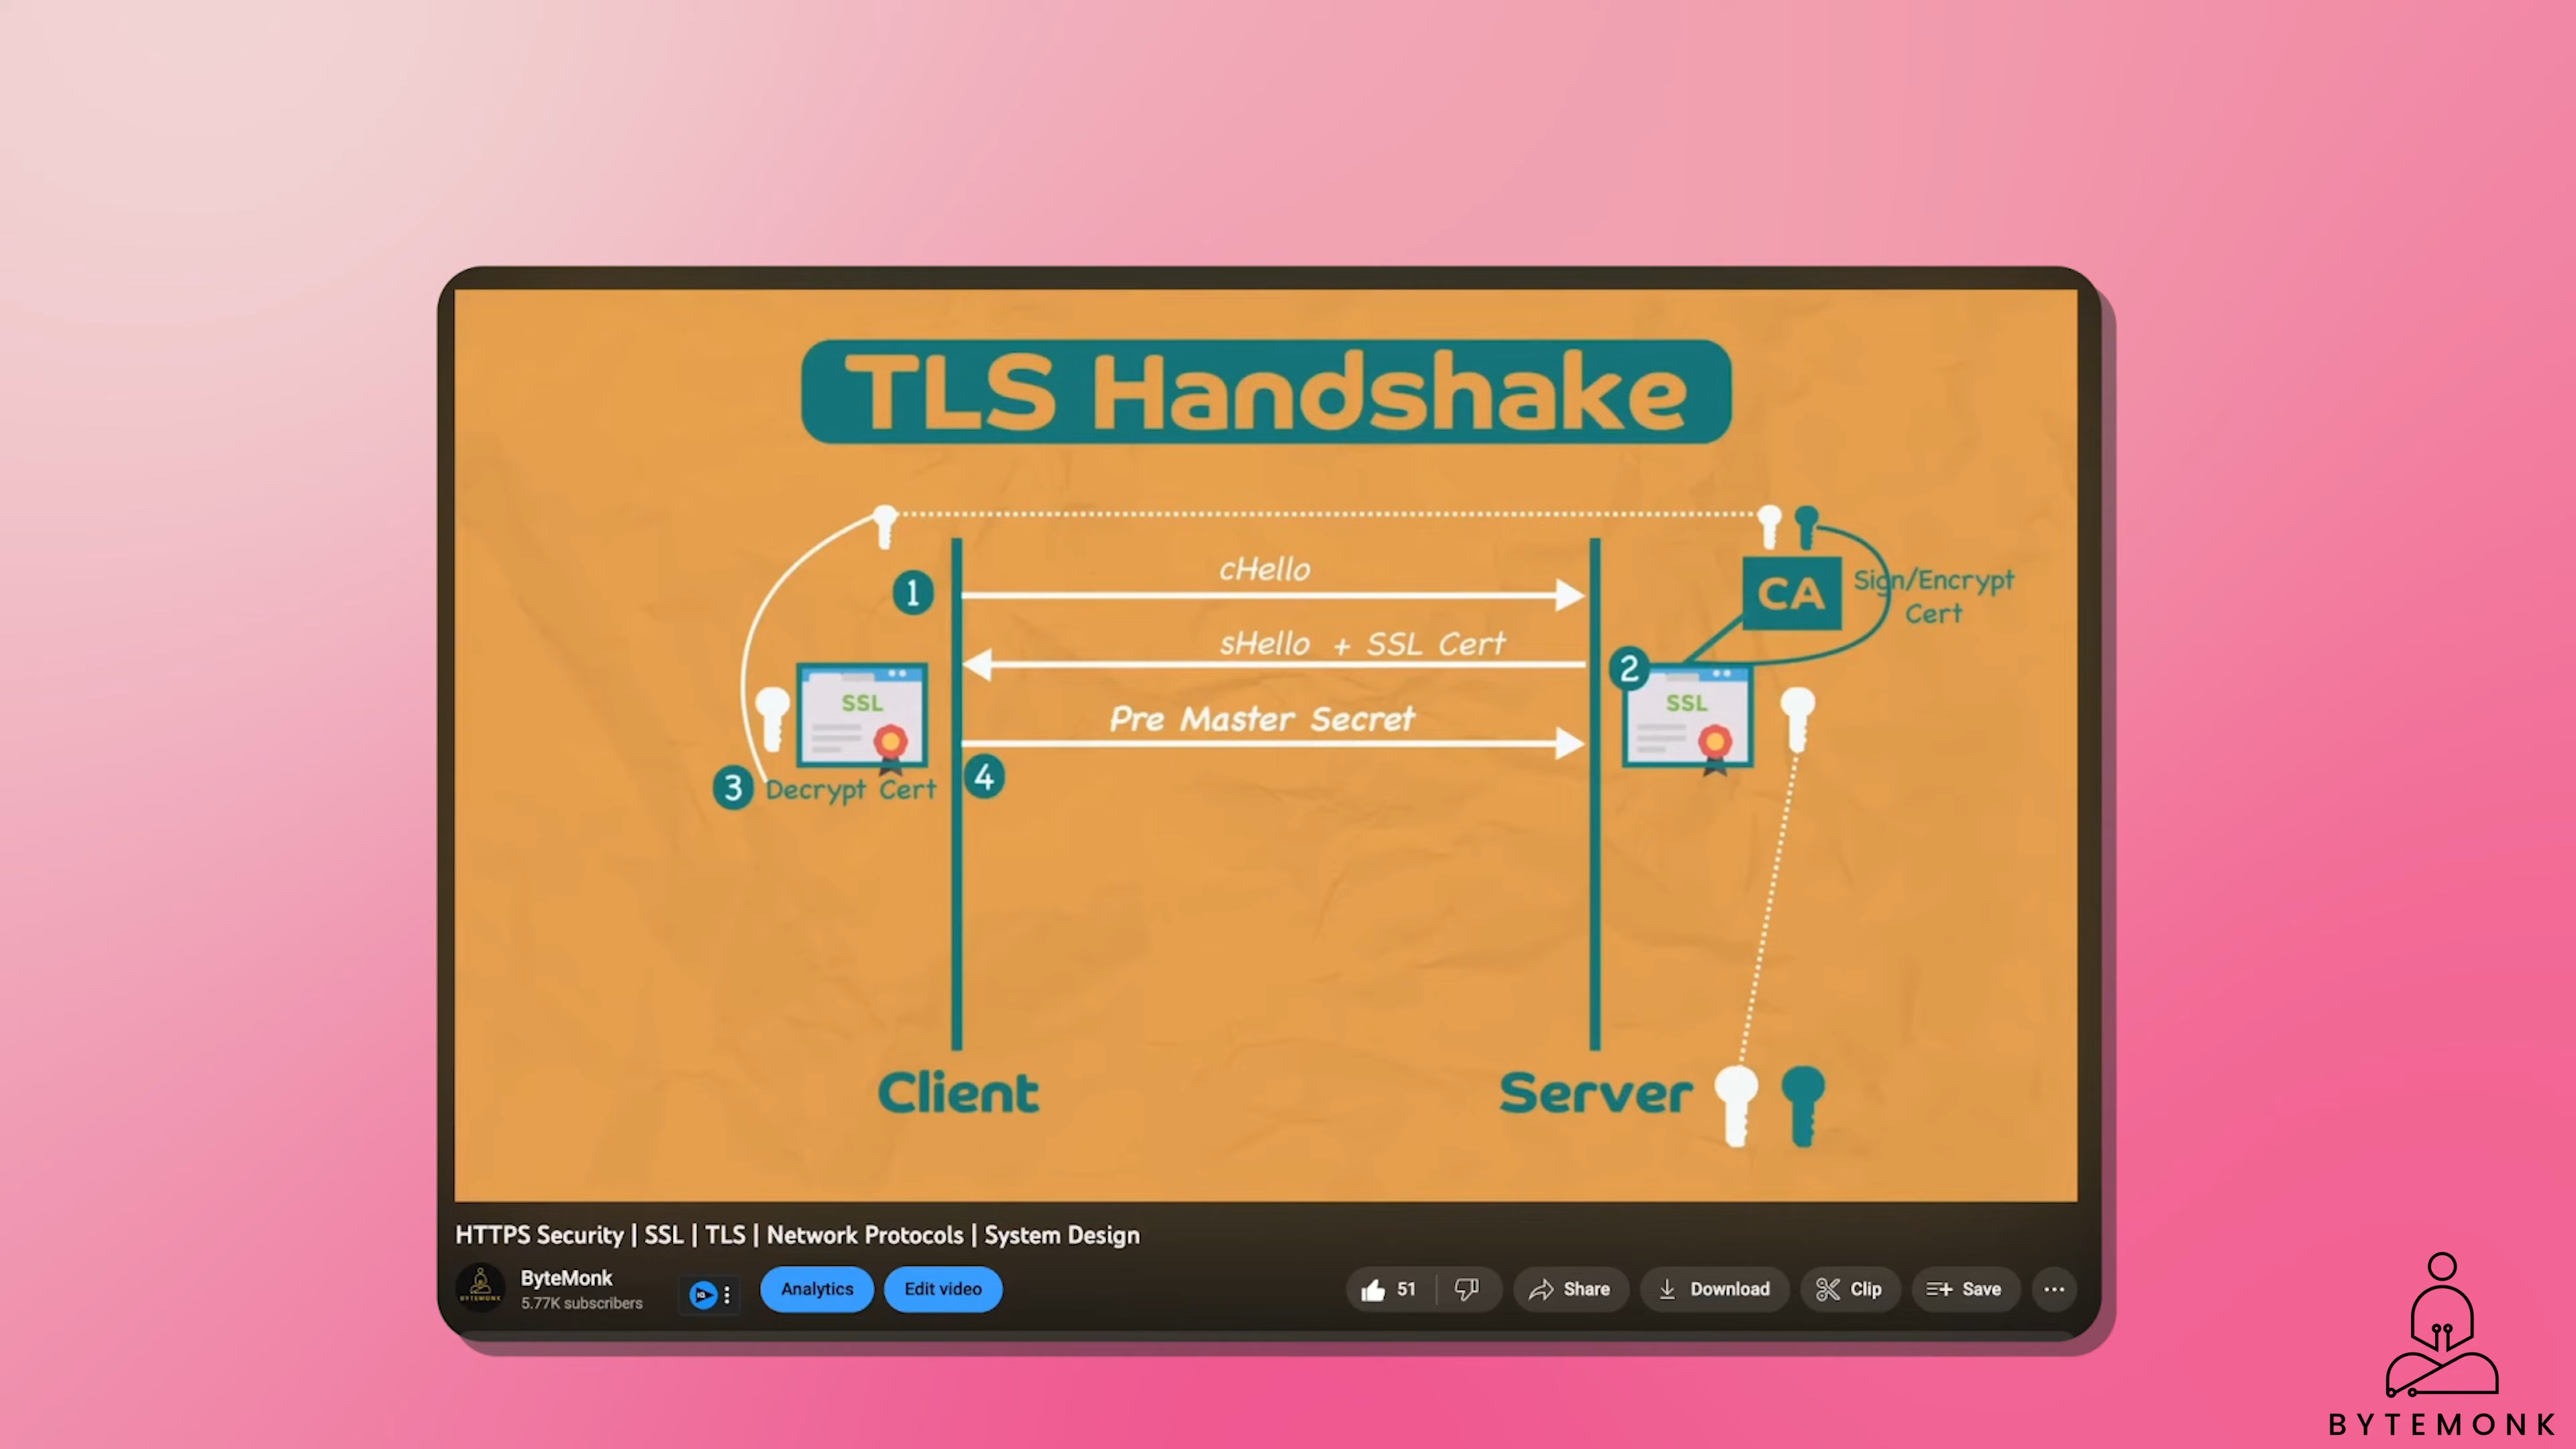 TLS Handshake
cHello
1
CA
Sign/Encrypt
Cert
sHello + SSL Cert
2
SSL
SSL
Pre Master Secret
3 Decrypt Cert
4
Client
Server
HTTPS Security | SSL | TLS | Network Protocols | System Design
ByteMonk
5.77K subscribers
Analytics
Edit video
51
Share
Download
Clip
Save
BYTEMONK